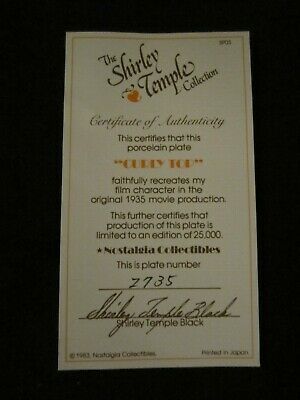 SP05
The
Shirley
Temple
Collection
Certificate of Authenticity
This certifies that this
porcelain plate
"CURLY TOP"
faithfully recreates my
film character in the
original 1935 movie production.
This further certifies that
production of this plate is
limited to an edition of 25,000.
★Nostalgia Collectibles
This is plate number
7735
Shirley Temple Black
Shirley Temple Black
© 1983, Nostalgia Collectibles. Printed in Japan